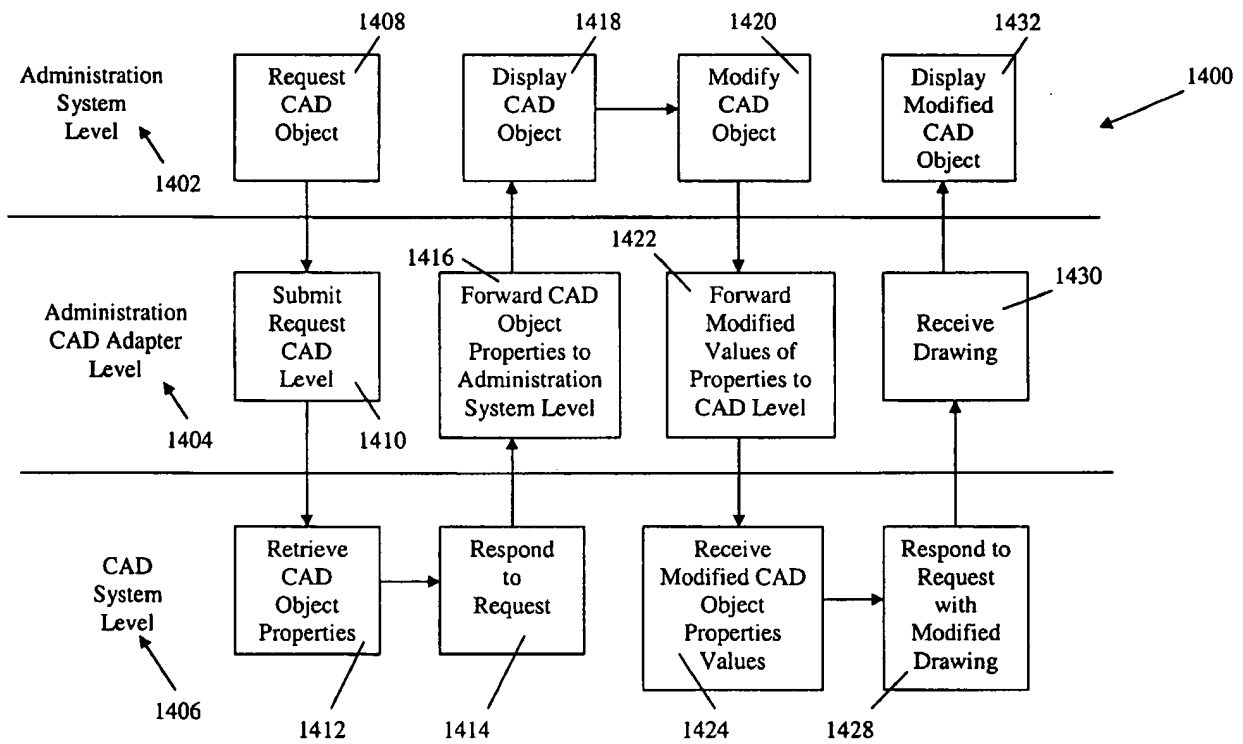 1408
1418
1420
1432
1400
Administration
System
Level
1402
Request
CAD
Object
Display
CAD
Object
Modify
CAD
Object
Display
Modified
CAD
Object
Administration
CAD Adapter
Level
1404
Submit
Request
CAD
Level
1410
1416
Forward CAD
Object
Properties to
Administration
System Level
1422
Forward
Modified
Values of
Properties to
CAD Level
1430
Receive
Drawing
CAD
System
Level
1406
Retrieve
CAD
Object
Properties
1412
Respond
to
Request
1414
Receive
Modified CAD
Object
Properties
Values
1424
Respond to
Request
with
Modified
Drawing
1428